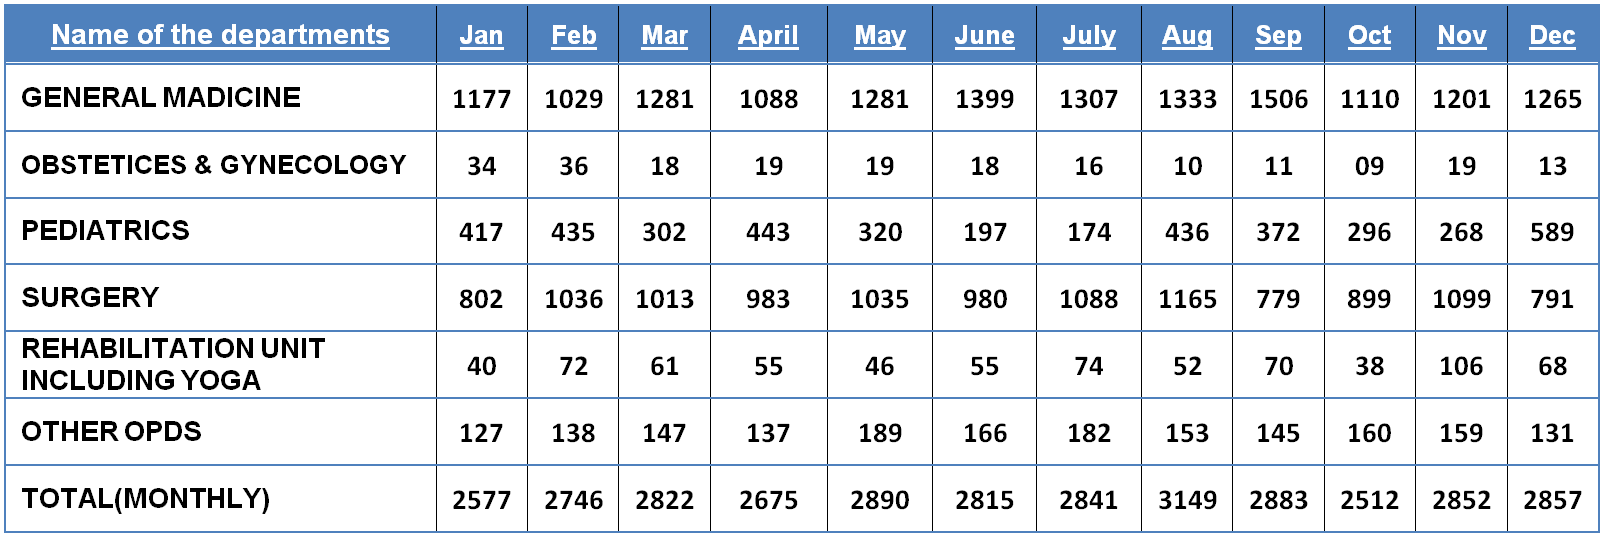 Name of the departments Jan Feb Mar April May June July Aug Sep Oct Nov Dec
GENERAL MADICINE 1177 1029 1281 1088 1281 1399 1307 1333 1506 1110 1201 1265
OBSTETICES & GYNECOLOGY 34 36 18 19 19 18 16 10 11 09 19 13
PEDIATRICS 417 435 302 443 320 197 174 436 372 296 268 589
SURGERY 802 1036 1013 983 1035 980 1088 1165 779 899 1099 791
REHABILITATION UNIT
INCLUDING YOGA 40 72 61 55 46 55 74 52 70 38 106 68
OTHER OPDS 127 138 147 137 189 166 182 153 145 160 159 131
TOTAL(MONTHLY) 2577 2746 2822 2675 2890 2815 2841 3149 2883 2512 2852 2857